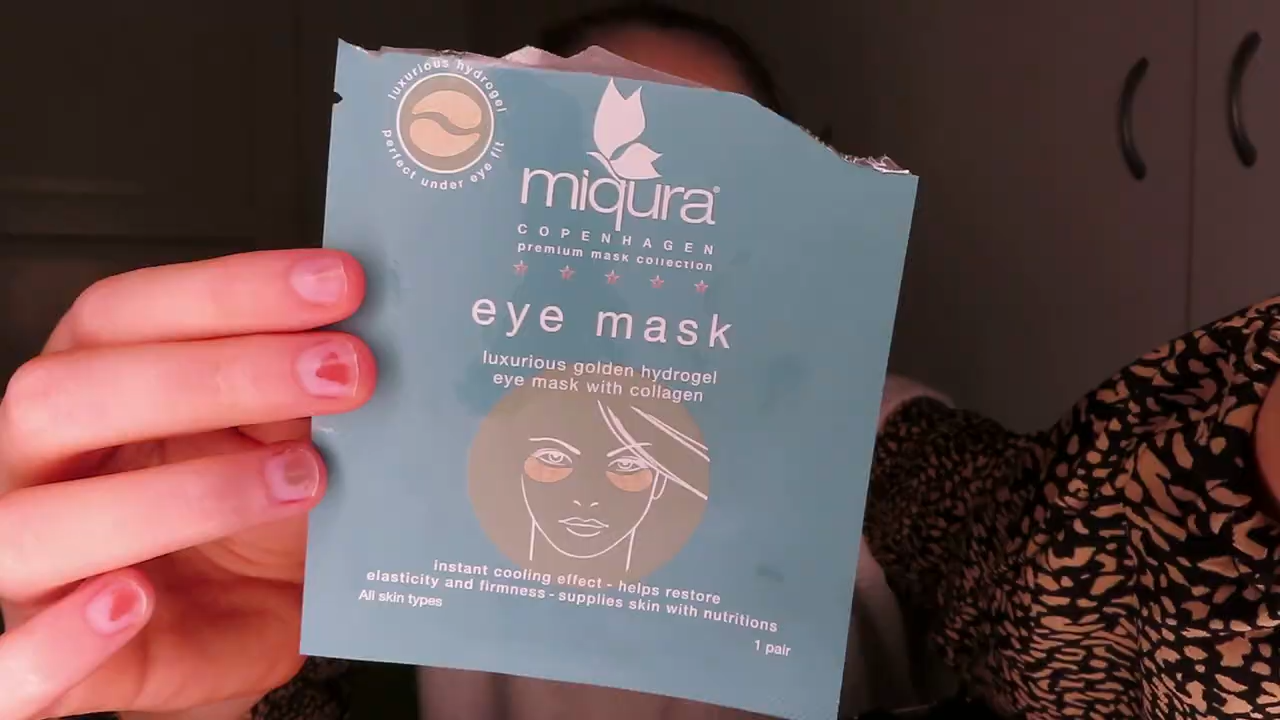 luxurious hydrogel
perfect under eye fit
miqura®
COPENHAGEN
premium mask collection
eye mask
luxurious golden hydrogel
eye mask with collagen
instant cooling effect - helps restore
elasticity and firmness - supplies skin with nutritions
All skin types
1 pair